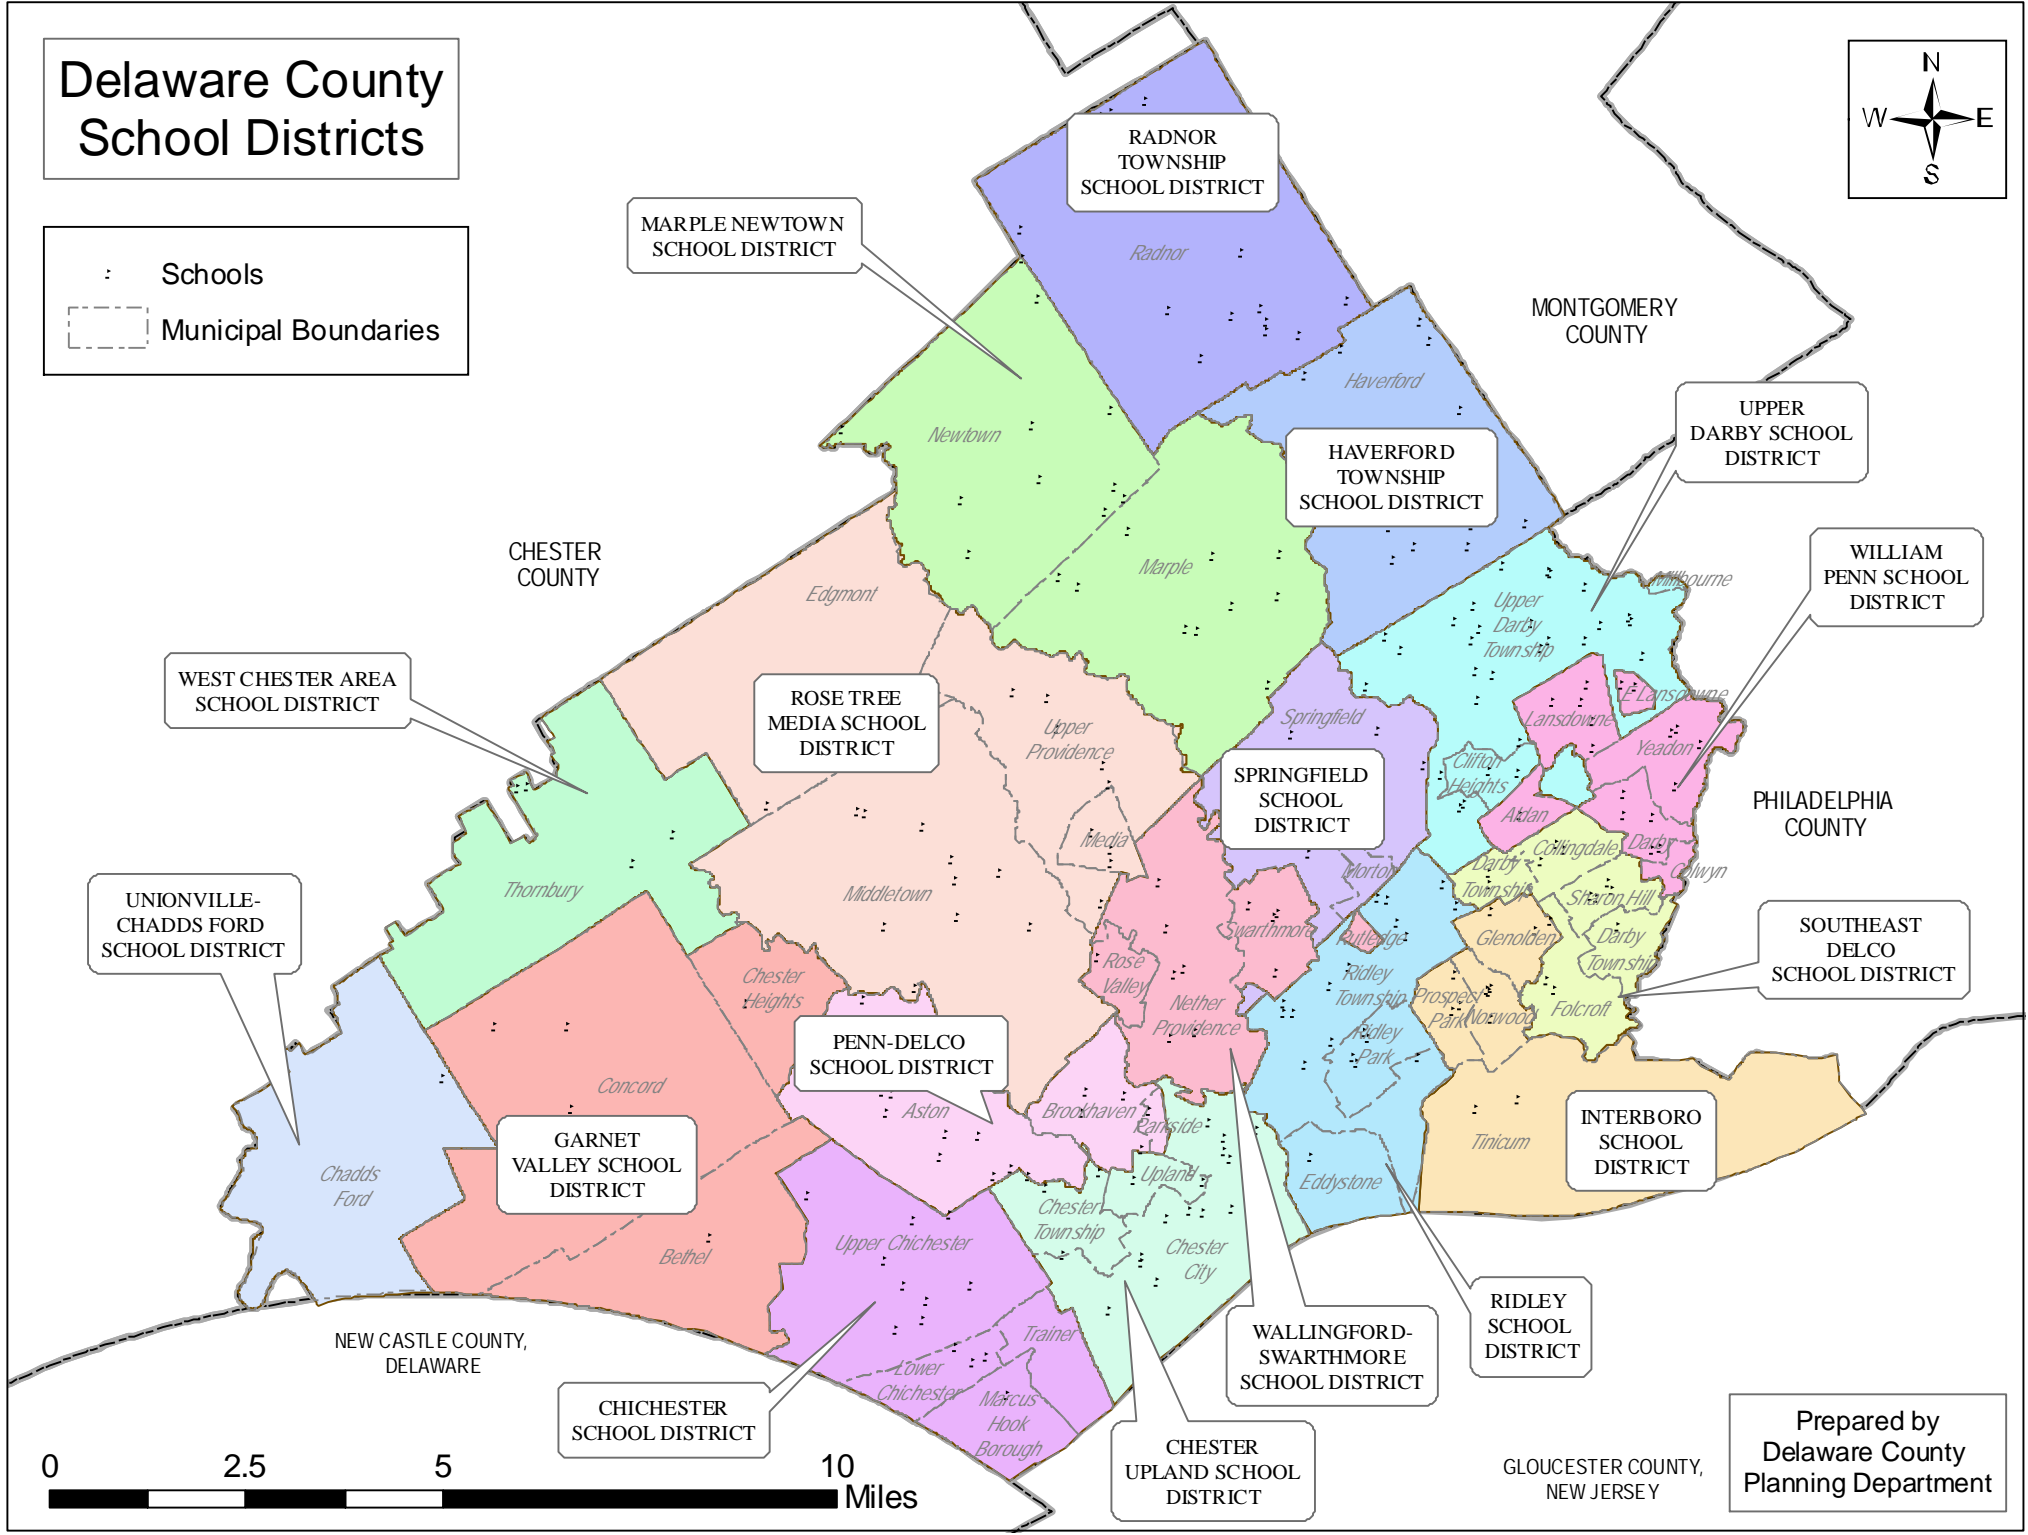 Delaware County
School Districts
Schools
Municipal Boundaries
N
W
E
S
RADNOR
TOWNSHIP
SCHOOL DISTRICT
MARPLE NEWTOWN
SCHOOL DISTRICT
Radnor
MONTGOMERY
COUNTY
Haverford
UPPER
DARBY SCHOOL
DISTRICT
Newtown
HAVERFORD
TOWNSHIP
SCHOOL DISTRICT
CHESTER
COUNTY
WILLIAM
PENN SCHOOL
DISTRICT
Marple
Millbourne
Edgmont
Upper
Darby
Township
WEST CHESTER AREA
SCHOOL DISTRICT
ROSE TREE
MEDIA SCHOOL
DISTRICT
E Lansdowne
Springfield
Lansdowne
Upper
Providence
Yeadon
SPRINGFIELD
SCHOOL
DISTRICT
Clifton
Heights
PHILADELPHIA
COUNTY
Aldan
Media
Darby
Collingdale
Morton
Darby
Township
Colwyn
Thornbury
Middletown
Sharon Hill
UNIONVILLE-
CHADDS FORD
SCHOOL DISTRICT
Swarthmore
Rutledge
Glenolden
Darby
Township
SOUTHEAST
DELCO
SCHOOL DISTRICT
Rose
Valley
Chester
Heights
Ridley
Township
Nether
Providence
Prospect
Park
Norwood
Folcroft
PENN-DELCO
SCHOOL DISTRICT
Ridley
Park
Concord
Aston
Brookhaven
Parkside
Tinicum
INTERBORO
SCHOOL
DISTRICT
GARNET
VALLEY SCHOOL
DISTRICT
Chadds
Ford
Upland
Eddystone
Chester
Township
Upper Chichester
Bethel
Chester
City
RIDLEY
SCHOOL
DISTRICT
NEW CASTLE COUNTY,
DELAWARE
Trainer
WALLINGFORD-
SWARTHMORE
SCHOOL DISTRICT
Lower
Chichester
Marcus
Hook
Borough
CHICHESTER
SCHOOL DISTRICT
CHESTER
UPLAND SCHOOL
DISTRICT
GLOUCESTER COUNTY,
NEW JERSEY
Prepared by
Delaware County
Planning Department
0 2.5 5 10
Miles